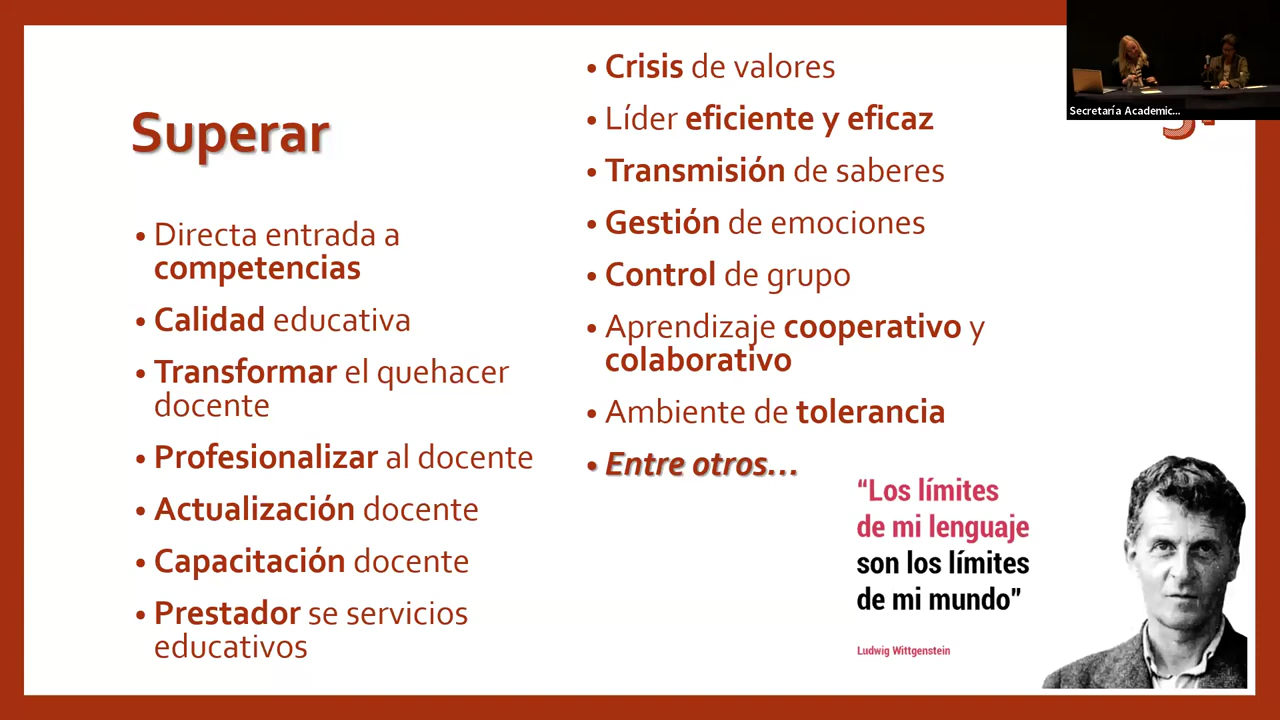 Superar
• Directa entrada a
competencias
• Calidad educativa
• Transformar el quehacer
docente
• Profesionalizar al docente
• Actualización docente
• Capacitación docente
• Prestador se servicios
educativos
• Crisis de valores
• Líder eficiente y eficaz
• Transmisión de saberes
• Gestión de emociones
• Control de grupo
• Aprendizaje cooperativo y
colaborativo
• Ambiente de tolerancia
• Entre otros...
“Los límites
de mi lenguaje
son los límites
de mi mundo”
Ludwig Wittgenstein
Secretaría Academic...